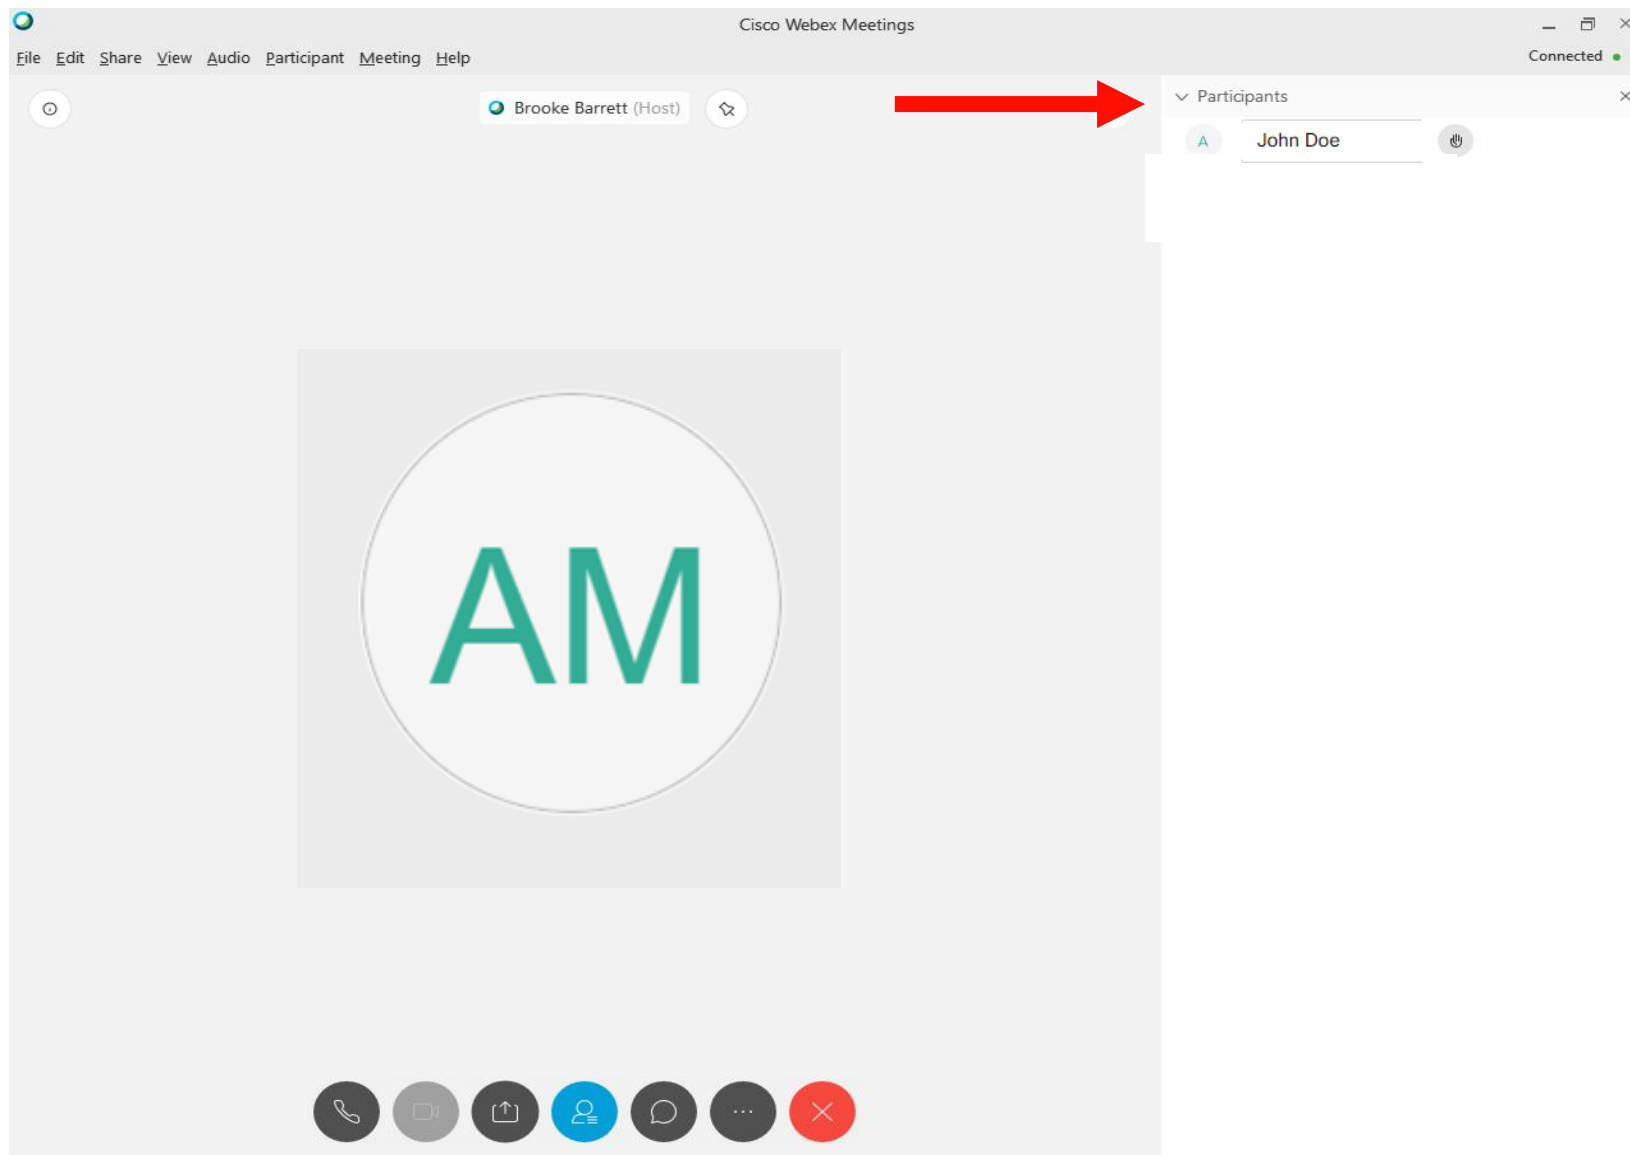 Cisco Webex Meetings
File Edit Share View Audio Participant Meeting Help
Connected
Brooke Barrett (Host)
Participants
A John Doe
AM